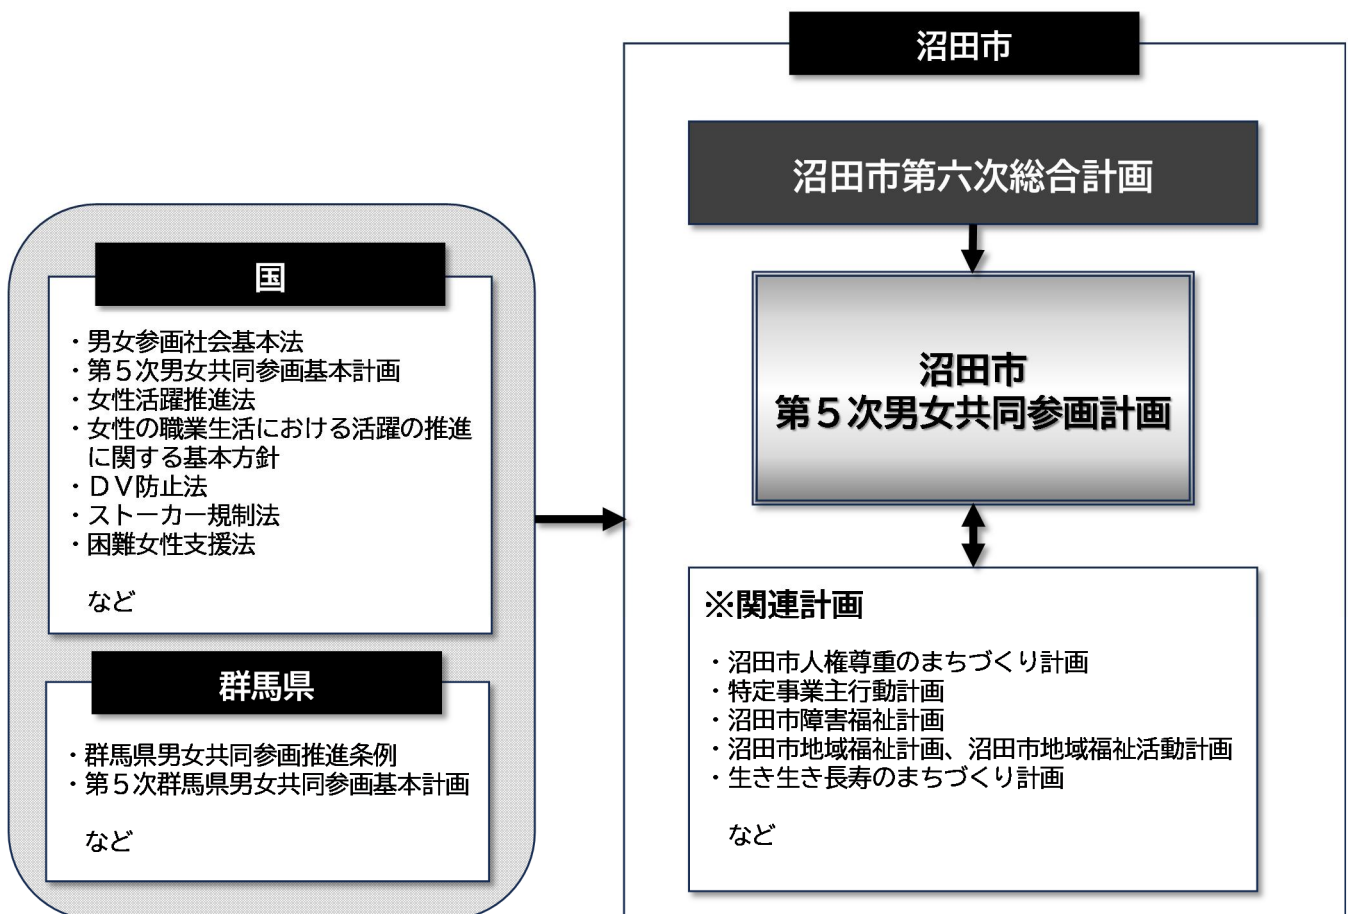 沼田市
沼田市第六次総合計画
沼田市
第５次男女共同参画計画
※関連計画
・沼田市人権尊重のまちづくり計画
・特定事業主行動計画
・沼田市障害福祉計画
・沼田市地域福祉計画、沼田市地域福祉活動計画
・生き生き長寿のまちづくり計画
など
国
・男女参画社会基本法
・第５次男女共同参画基本計画
・女性活躍推進法
・女性の職業生活における活躍の推進
に関する基本方針
・ＤＶ防止法
・ストーカー規制法
・困難女性支援法
など
群馬県
・群馬県男女共同参画推進条例
・第５次群馬県男女共同参画基本計画
など